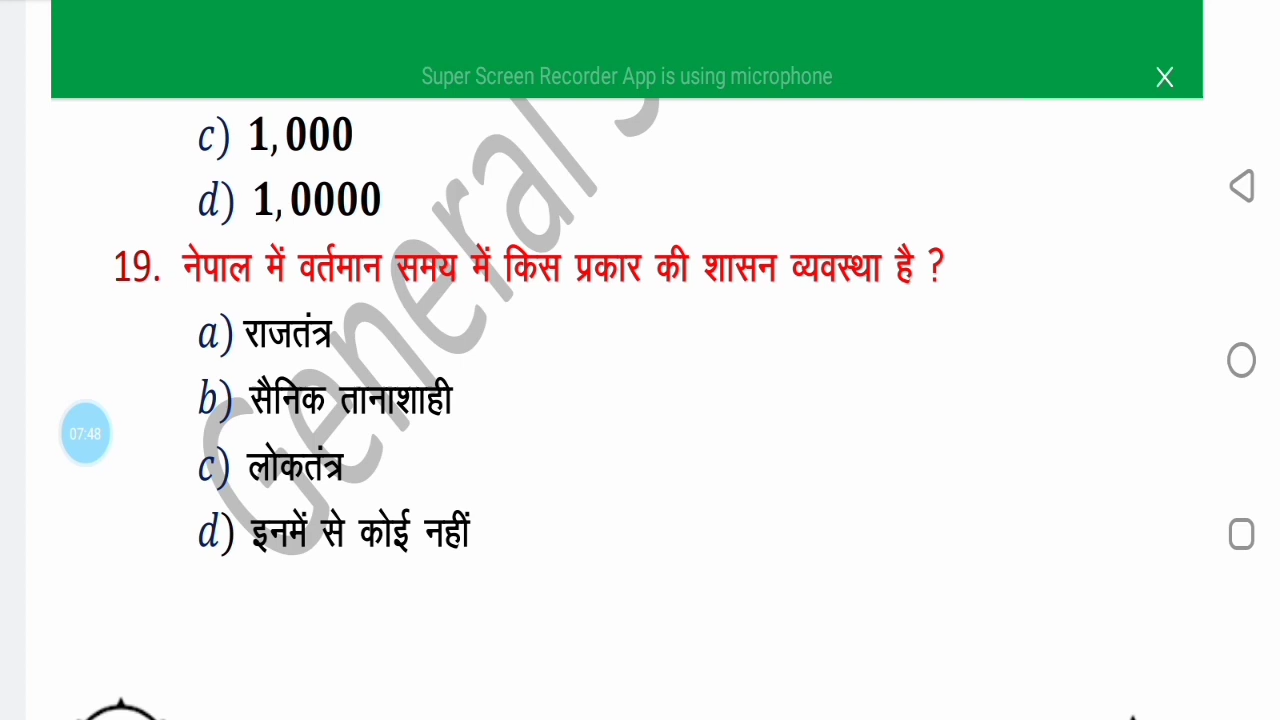 Super Screen Recorder App is using microphone
c) 1,000
d) 1,0000
19. नेपाल में वर्तमान समय में किस प्रकार की शासन व्यवस्था है ?
a) राजतंत्र
b) सैनिक तानाशाही
07:48
c) लोकतंत्र
d) इनमें से कोई नहीं
General